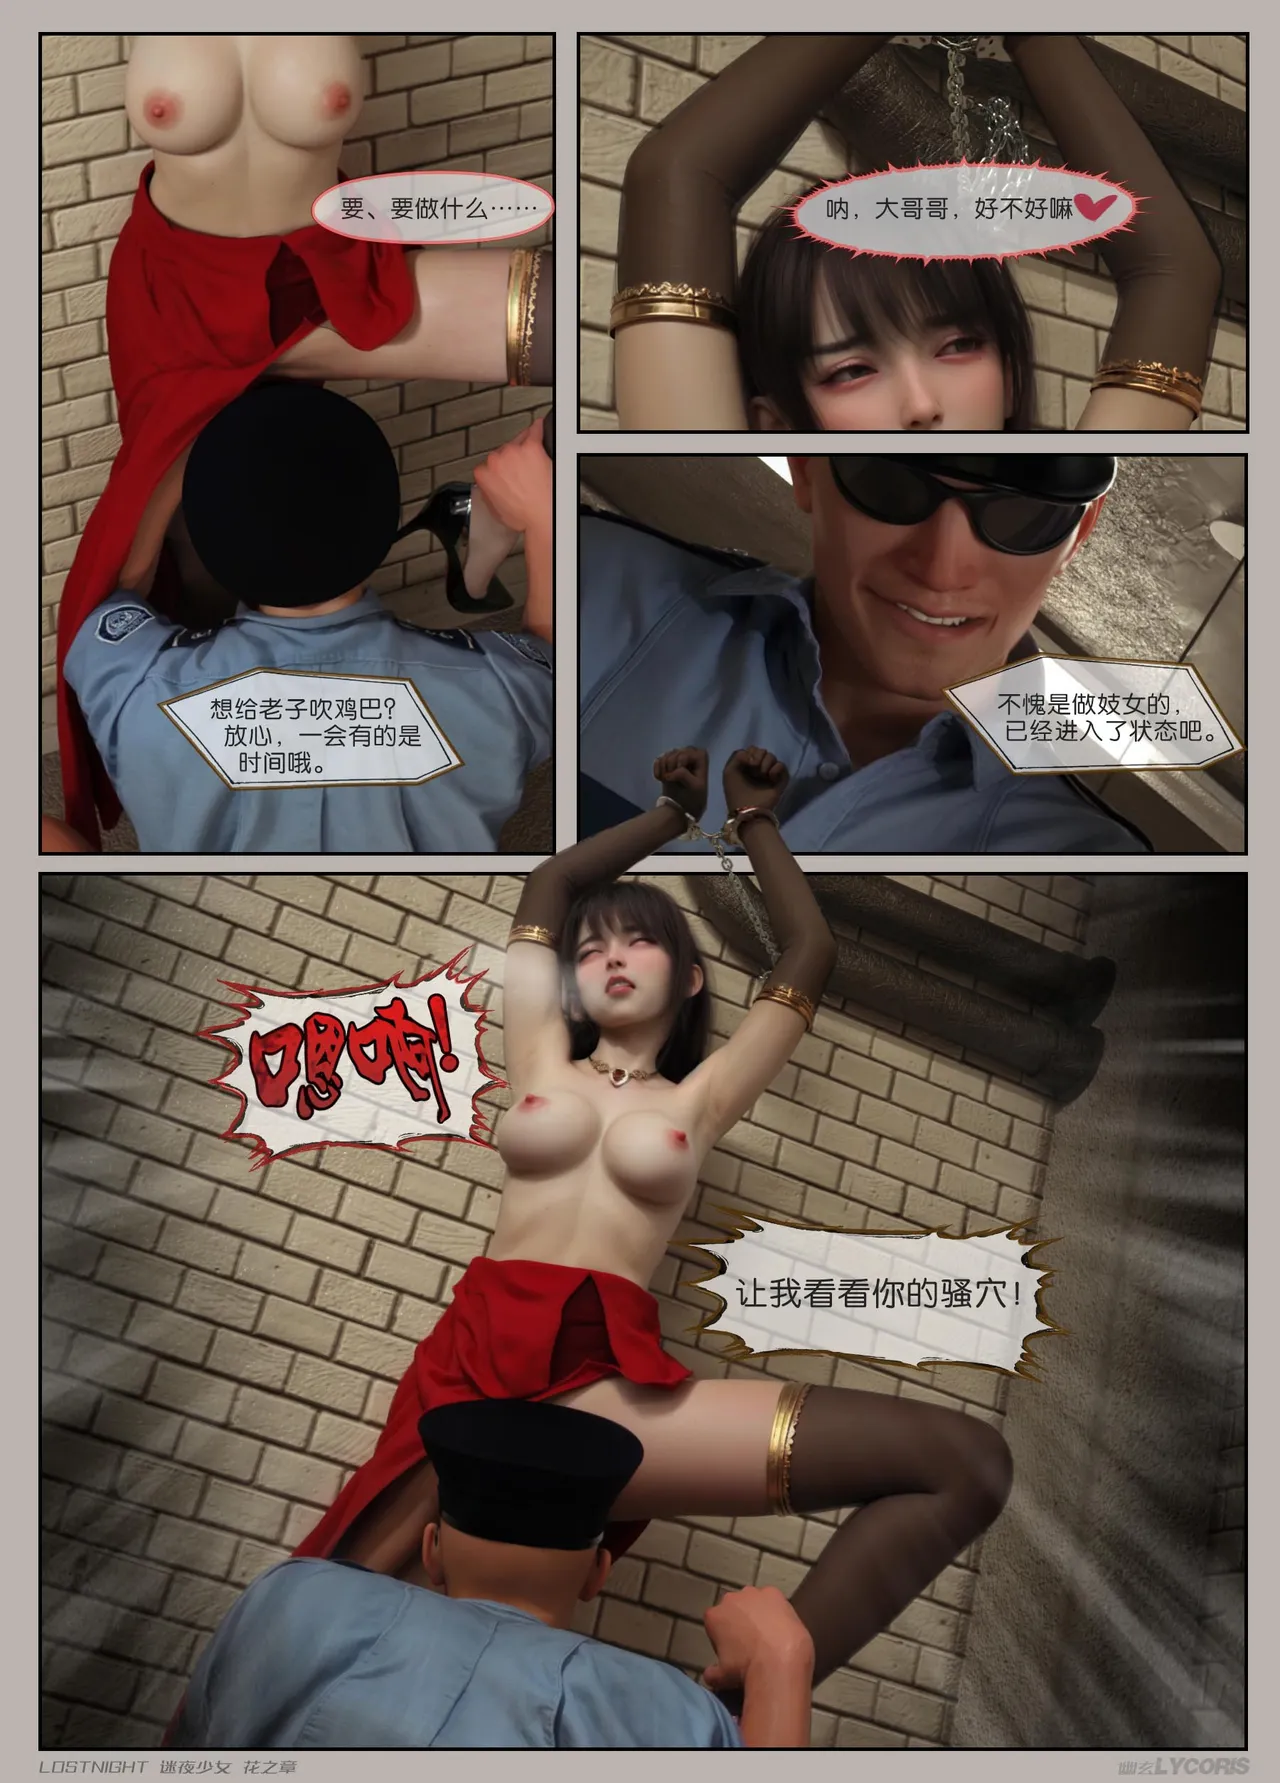 要、要做什么……
呐，大哥哥，好不好嘛
想给老子吹鸡巴？
放心，一会有的是
时间哦。
不愧是做妓女的，
已经进入了状态吧。
嗯啊！
让我看看你的骚穴！
LOSTNIGHT 迷夜少女 花之章
幽玄LYCORIS